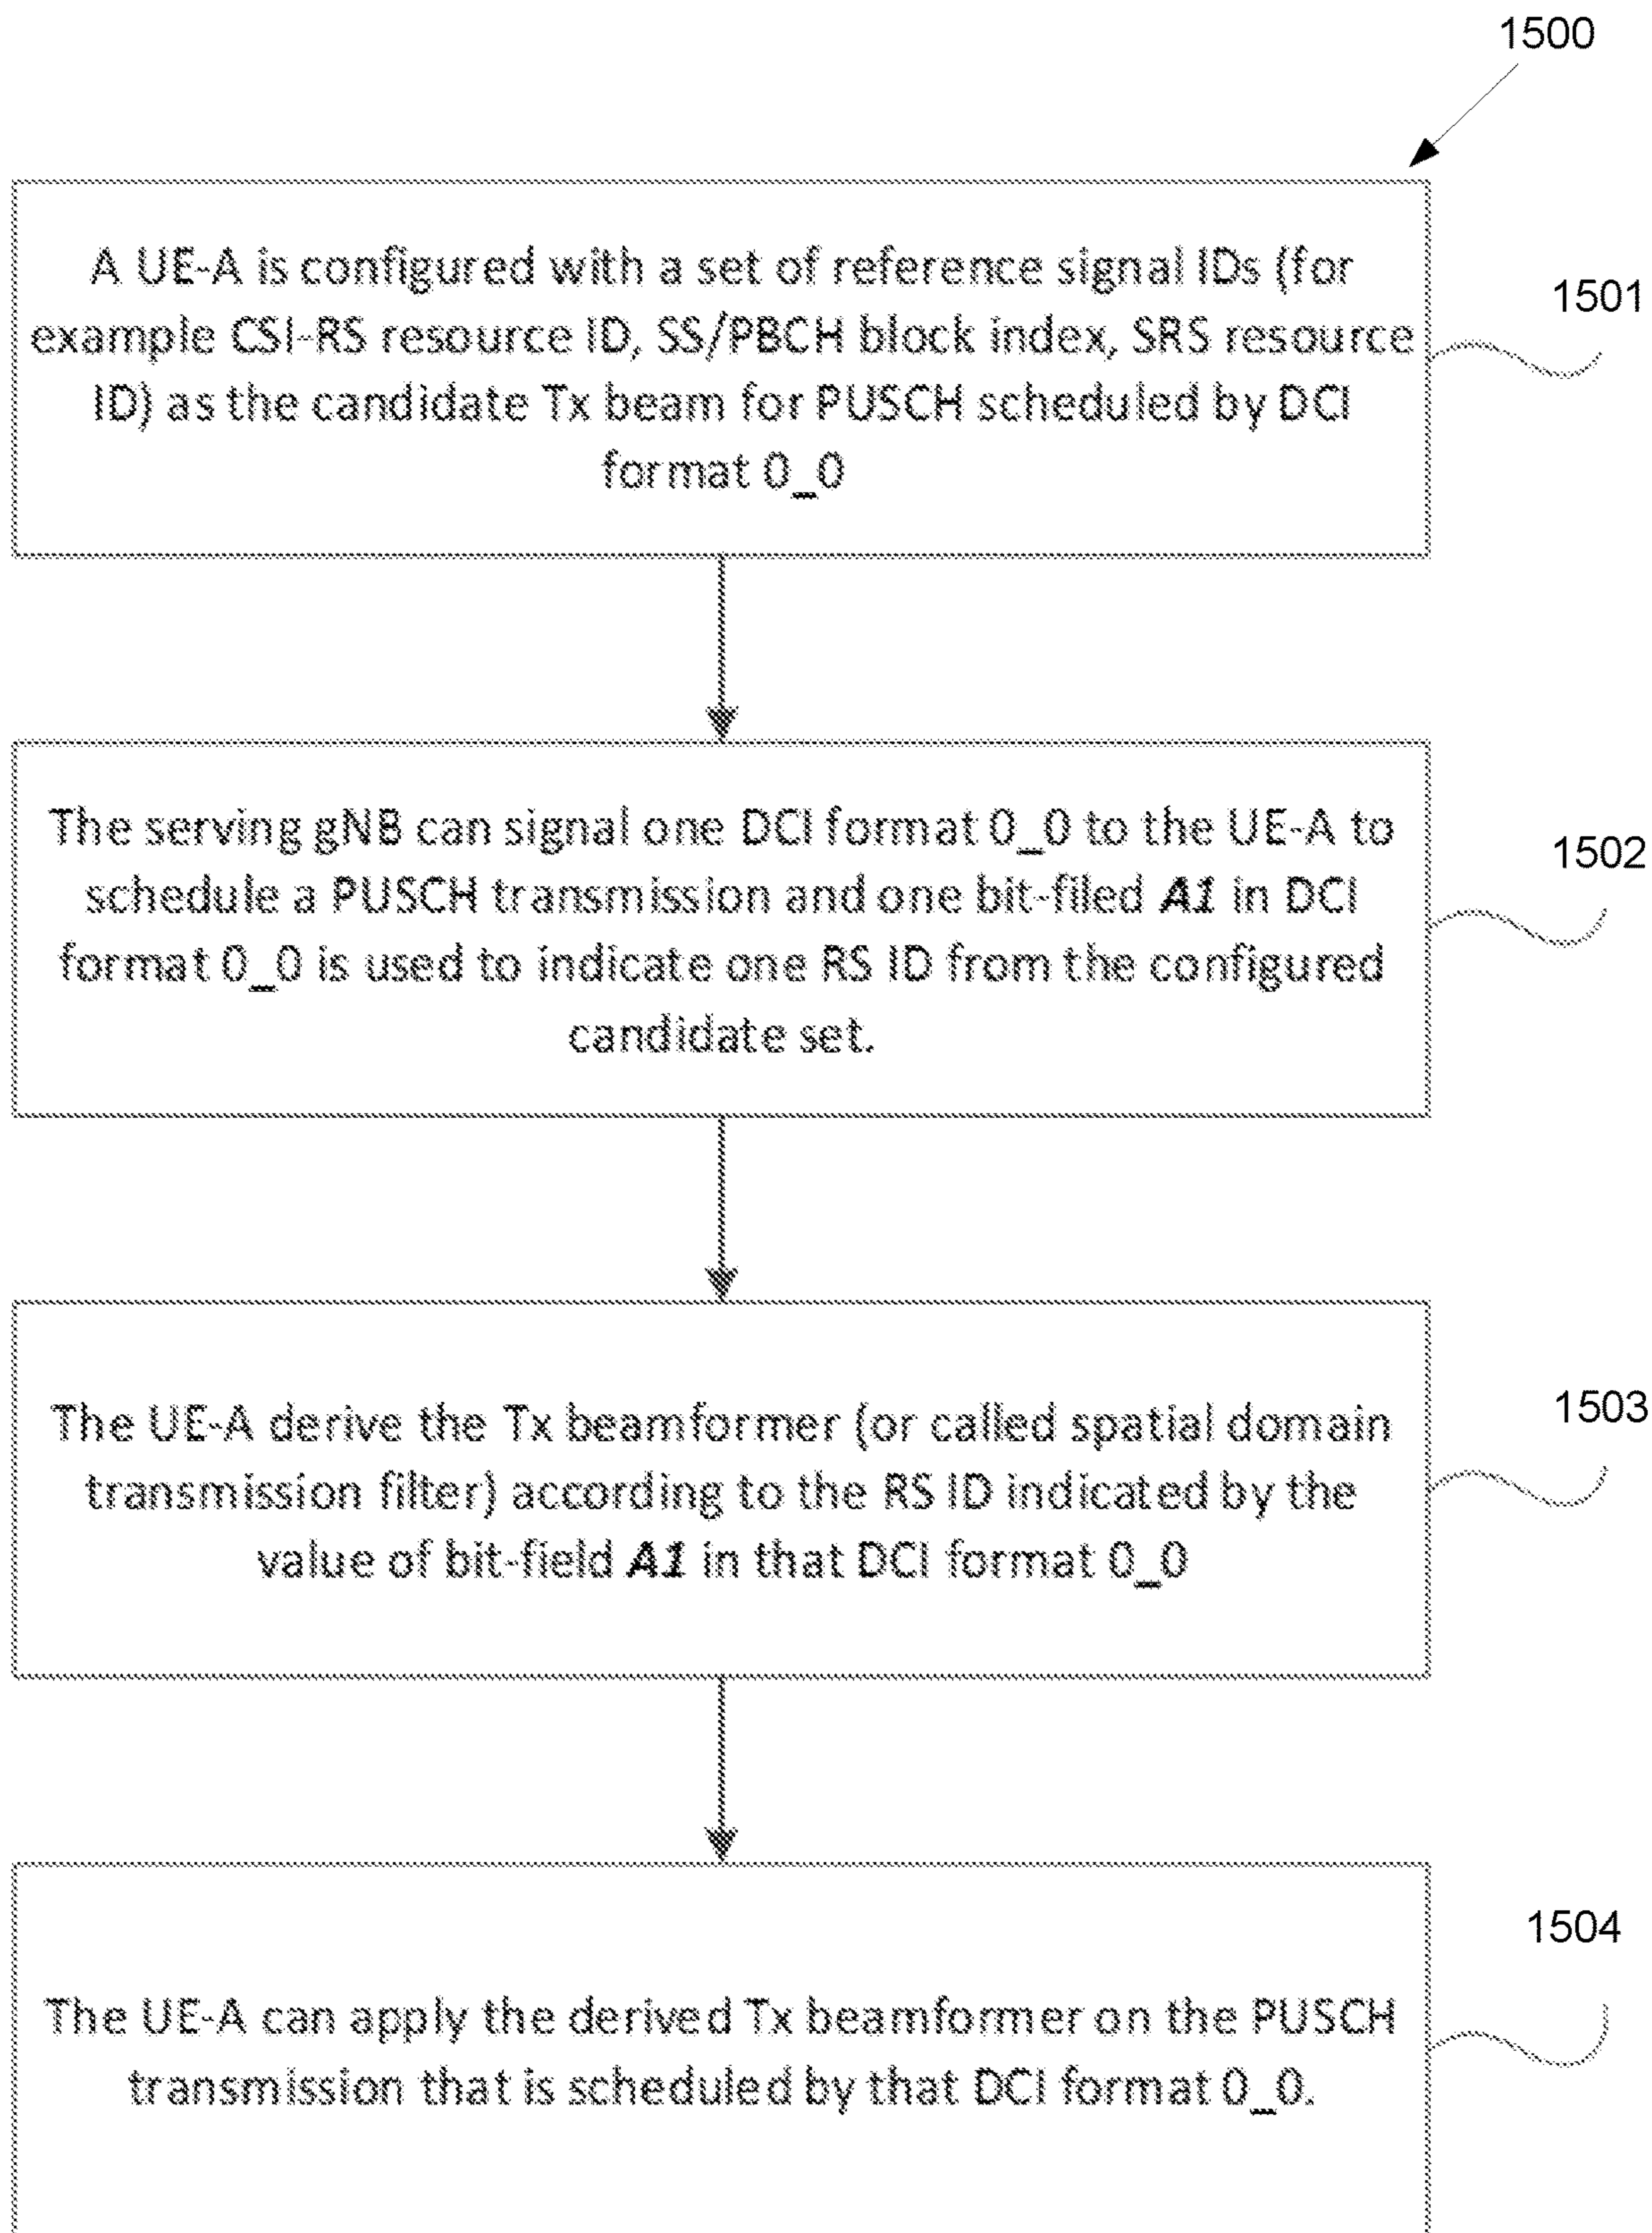 1500
A UE-A is configured with a set of reference signal IDs (for
example CSI-RS resource ID, SS/PBCH block index, SRS resource
ID) as the candidate Tx beam for PUSCH scheduled by DCI
format 0_0
1501
The serving gNB can signal one DCI format 0_0 to the UE-A to
schedule a PUSCH transmission and one bit-filed A1 in DCI
format 0_0 is used to indicate one RS ID from the configured
candidate set.
1502
The UE-A derive the Tx beamformer (or called spatial domain
transmission filter) according to the RS ID indicated by the
value of bit-field A1 in that DCI format 0_0
1503
The UE-A can apply the derived Tx beamformer on the PUSCH
transmission that is scheduled by that DCI format 0_0.
1504